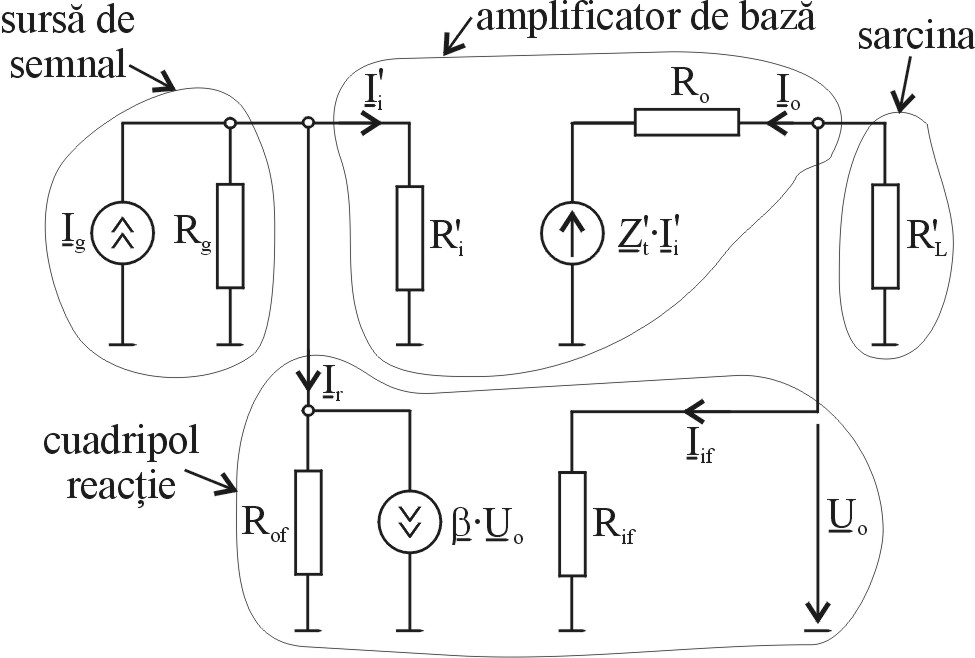 sursă de
semnal
amplificator de bază
sarcina
I'i
Ro
Io
Ig
Rg
R'i
Z't·I'i
R'L
Ir
cuadripol
reacție
Iif
Rof
β·Uo
Rif
Uo